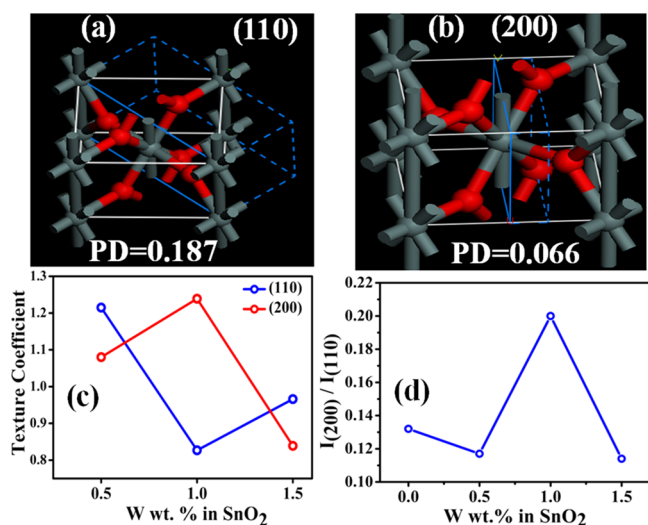 (a) (110)
PD=0.187
(b) (200)
PD=0.066
1.3
1.2
1.1
1.0
0.9
0.8
Texture Coefficient
(110)
(200)
(c)
0.5 1.0 1.5
W wt. % in SnO2
0.22
0.20
0.18
0.16
0.14
0.12
0.10
I(200) / I(110)
(d)
0.0 0.5 1.0 1.5
W wt. % in SnO2